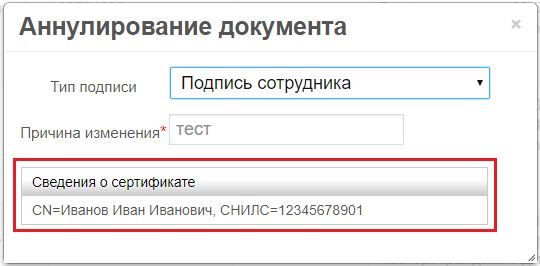 Аннулирование документа ×
Тип подписи Подпись сотрудника
Причина изменения* тест
Сведения о сертификате
CN=Иванов Иван Иванович, СНИЛС=12345678901